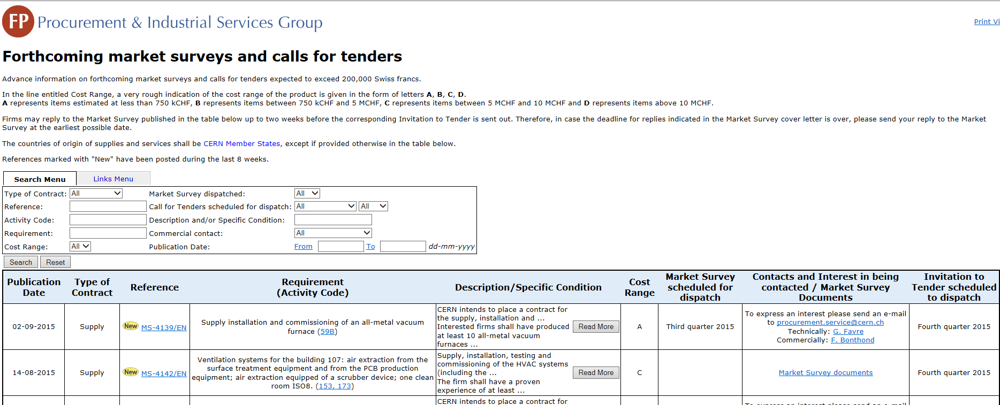 FP Procurement & Industrial Services Group
Print Vi
Forthcoming market surveys and calls for tenders
Advance information on forthcoming market surveys and calls for tenders expected to exceed 200,000 Swiss francs.
In the line entitled Cost Range, a very rough indication of the cost range of the product is given in the form of letters A, B, C, D.
A represents items estimated at less than 750 kCHF, B represents items between 750 kCHF and 5 MCHF, C represents items between 5 MCHF and 10 MCHF and D represents items above 10 MCHF.
Firms may reply to the Market Survey published in the table below up to two weeks before the corresponding Invitation to Tender is sent out. Therefore, in case the deadline for replies indicated in the Market Survey cover letter is over, please send your reply to the Market
Survey at the earliest possible date.
The countries of origin of supplies and services shall be CERN Member States, except if provided otherwise in the table below.
References marked with "New" have been posted during the last 8 weeks.
Search Menu Links Menu
Type of Contract: All Market Survey dispatched: All
Reference: Call for Tenders scheduled for dispatch: All All
Activity Code: Description and/or Specific Condition:
Requirement: Commercial contact: All
Cost Range: All Publication Date: From To dd-mm-yyyy
Search Reset
Publication
Date
Type of
Contract
Reference
Requirement
(Activity Code)
Description/Specific Condition
Cost
Range
Market Survey
scheduled for
dispatch
Contacts and Interest in being
contacted / Market Survey
Documents
Invitation to
Tender scheduled
to dispatch
02-09-2015
Supply
New MS-4139/EN
Supply installation and commissioning of an all-metal vacuum
furnace (59B)
CERN intends to place a contract for
the supply, installation and ...
Interested firms shall have produced
at least 10 all-metal vacuum
furnaces ...
Read More
A
Third quarter 2015
To express an interest please send an e-mail
to procurement.service@cern.ch
Technically: G. Favre
Commercially: F. Bonthond
Fourth quarter 2015
14-08-2015
Supply
New MS-4142/EN
Ventilation systems for the building 107: air extraction from the
surface treatment equipment and from the PCB production
equipment; air extraction equipped of a scrubber device; one clean
room ISO8. (153, 173)
Supply, installation, testing and
commissioning of the HVAC systems
(including the ...
The firm shall have a proven
experience of at least ...
Read More
C
Market Survey documents
Fourth quarter 2015
CERN intends to place a contract for
To express an interest please send an e-mail